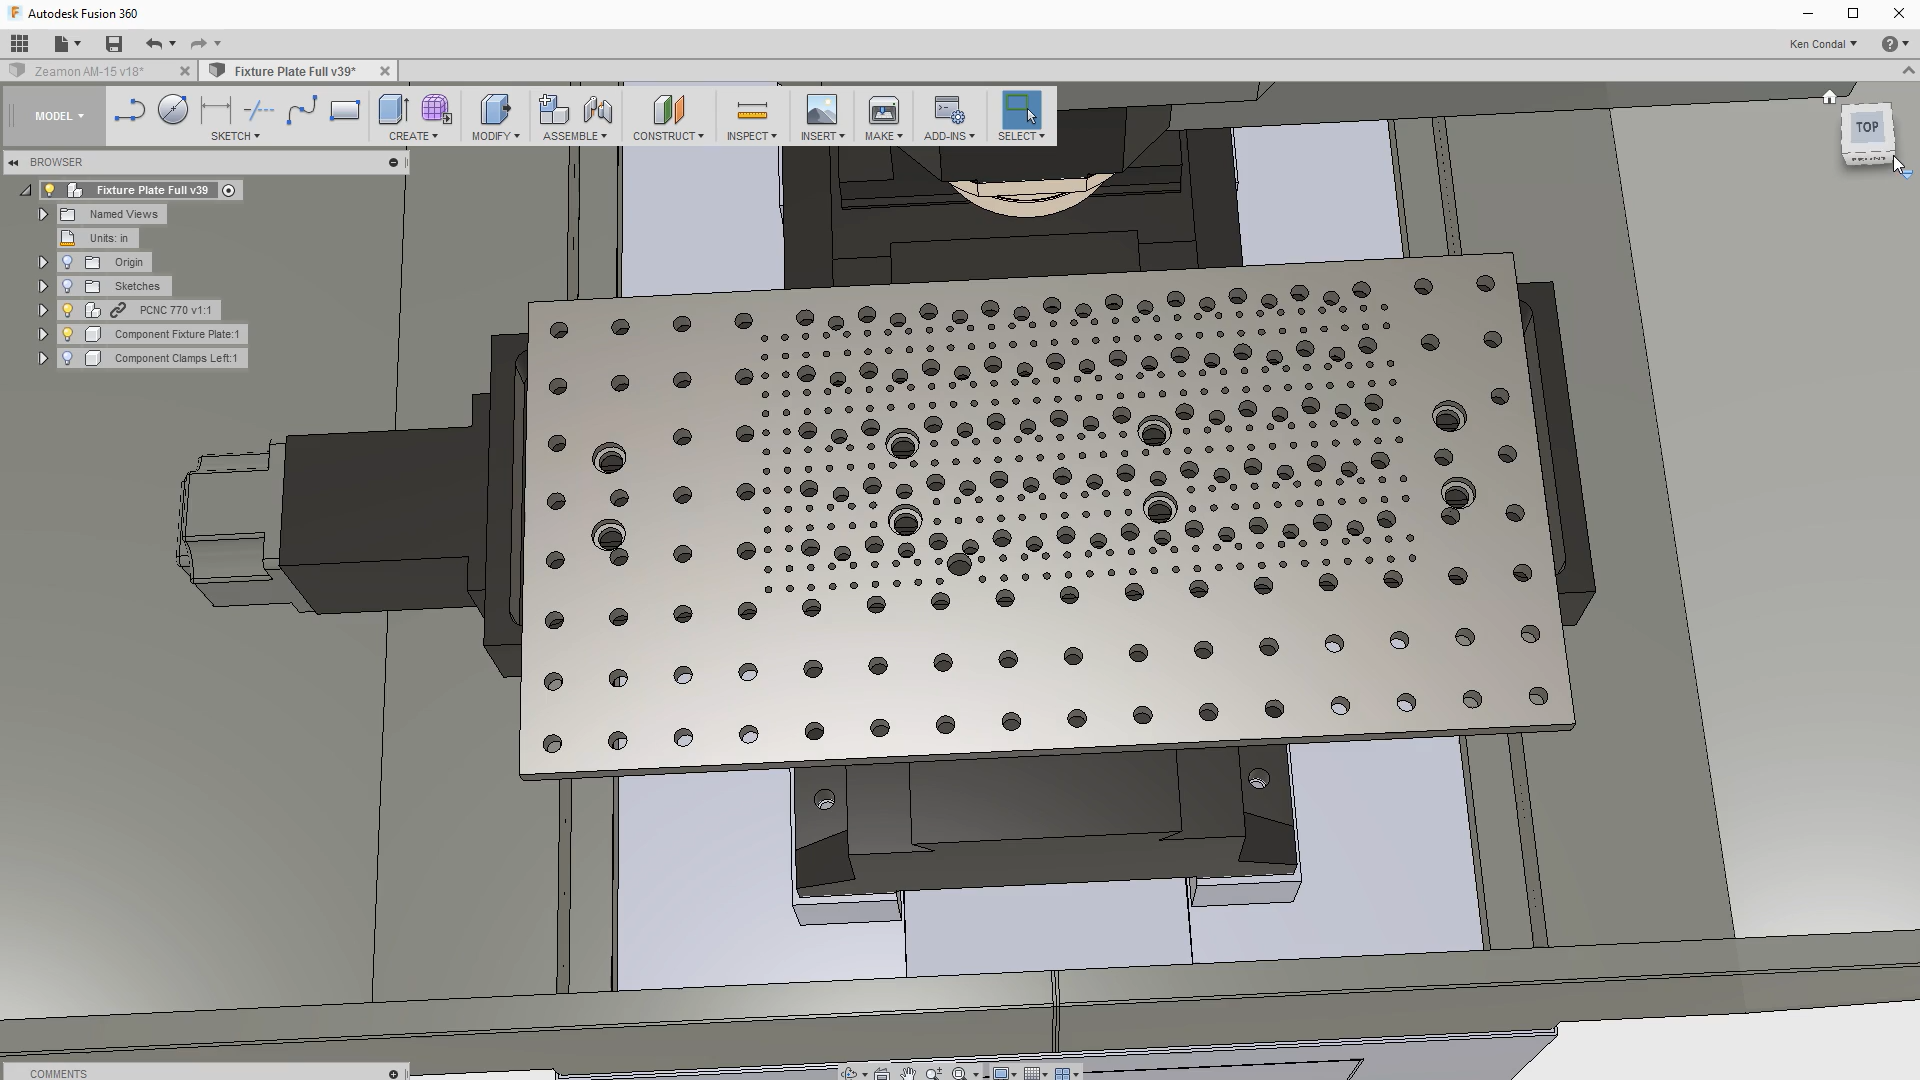 Autodesk Fusion 360
Ken Condal
Zeamon AM-15 v18*
Fixture Plate Full v39*
MODEL
SKETCH CREATE MODIFY ASSEMBLE CONSTRUCT INSPECT INSERT MAKE ADD-INS SELECT
TOP
FRONT
BROWSER
Fixture Plate Full v39
Named Views
Units: in
Origin
Sketches
PCNC 770 v1:1
Component Fixture Plate:1
Component Clamps Left:1
COMMENTS